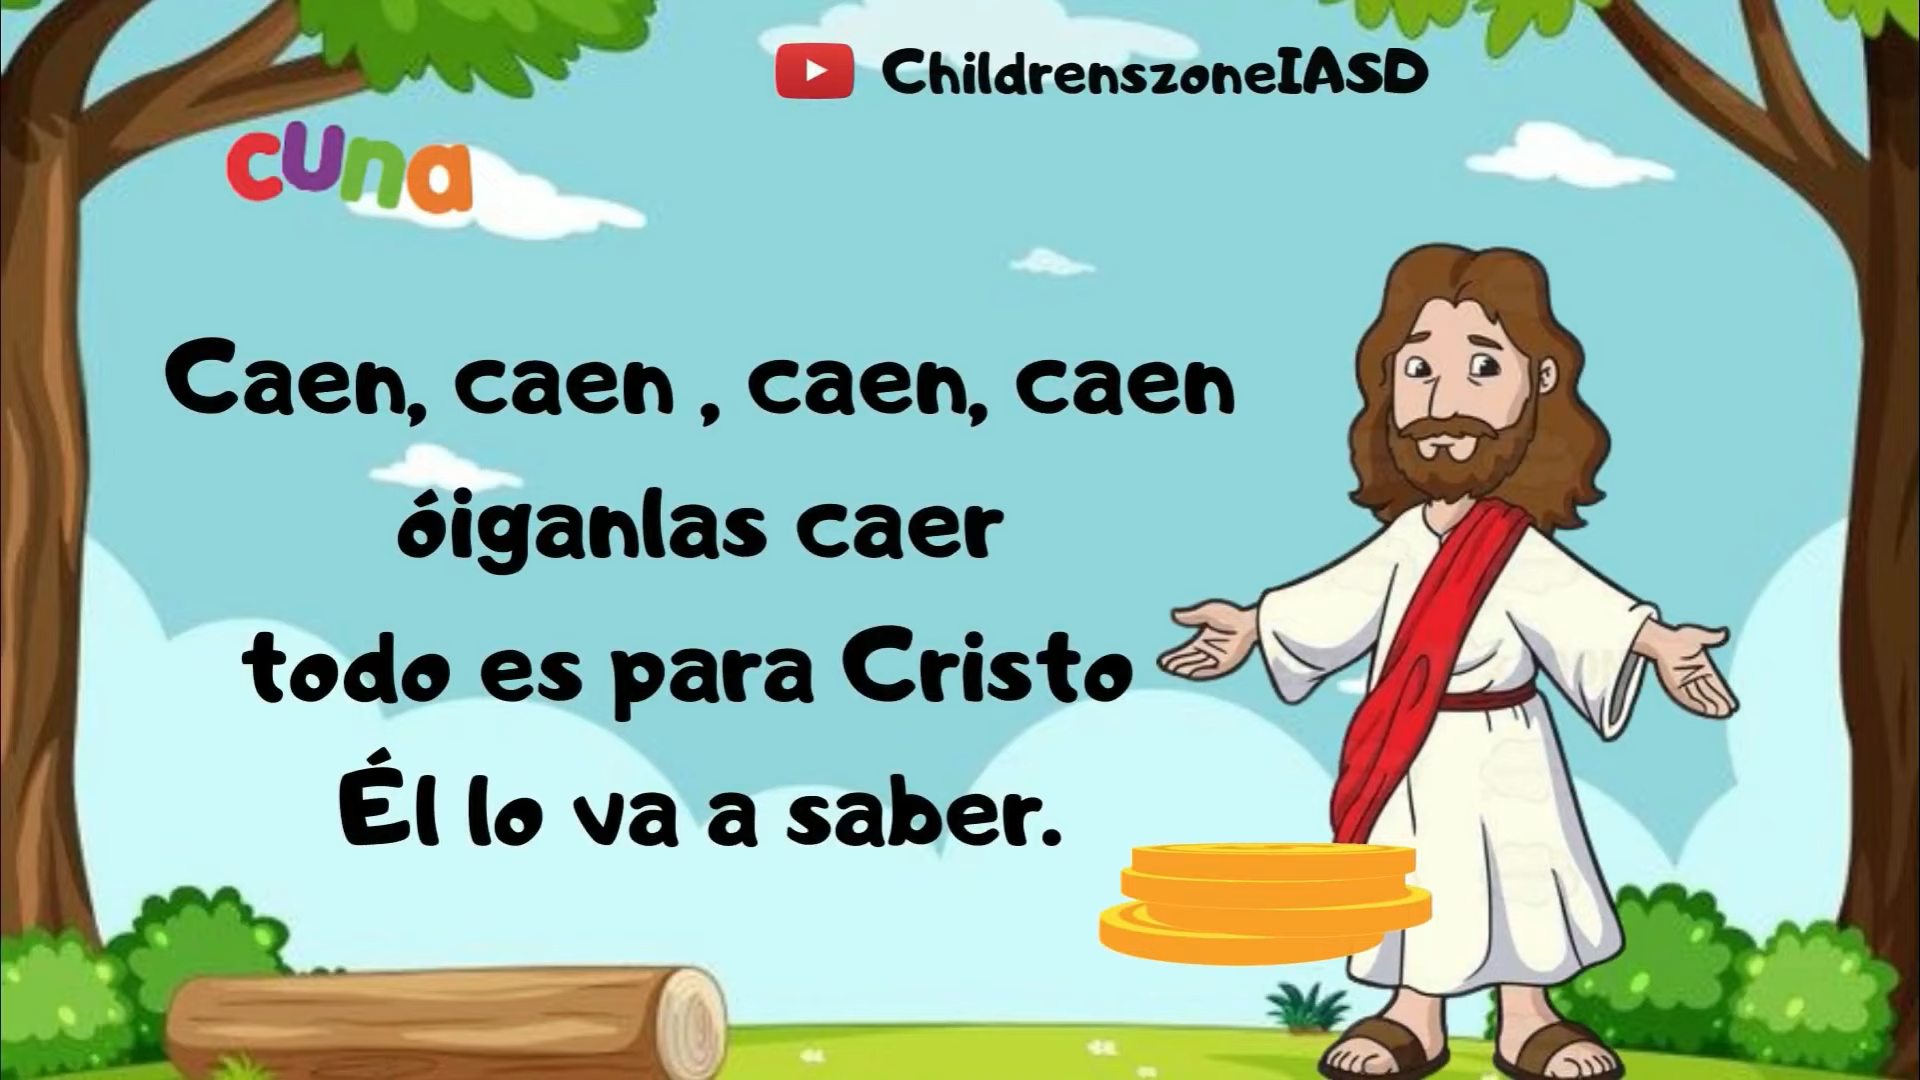 ChildrenszoneIASD
cuna
Caen, caen , caen, caen
óiganlas caer
todo es para Cristo
Él lo va a saber.